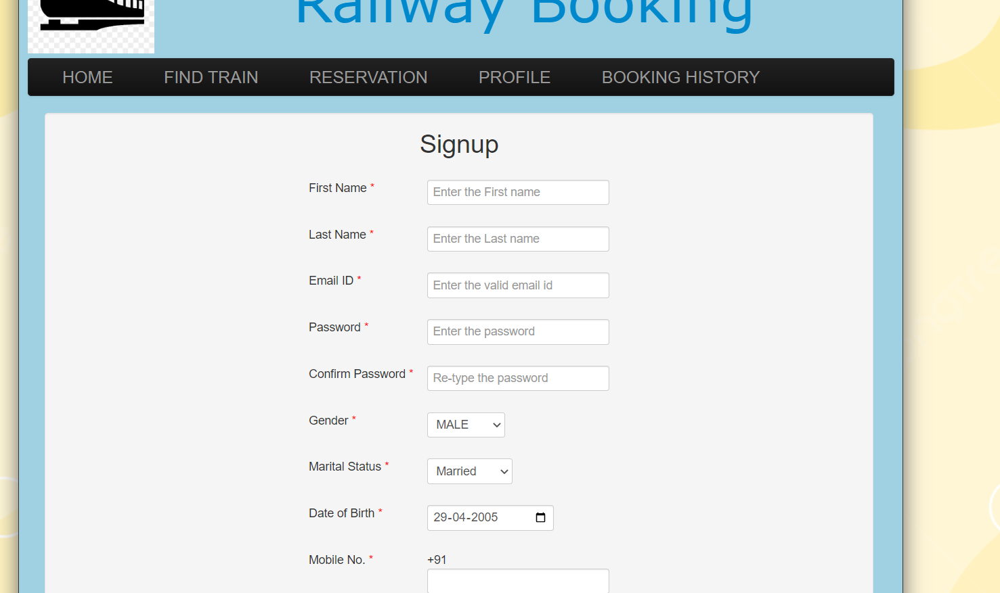 Railway Booking
HOME FIND TRAIN RESERVATION PROFILE BOOKING HISTORY
Signup
First Name * Enter the First name
Last Name * Enter the Last name
Email ID * Enter the valid email id
Password * Enter the password
Confirm Password * Re-type the password
Gender * MALE
Marital Status * Married
Date of Birth * 29-04-2005
Mobile No. * +91